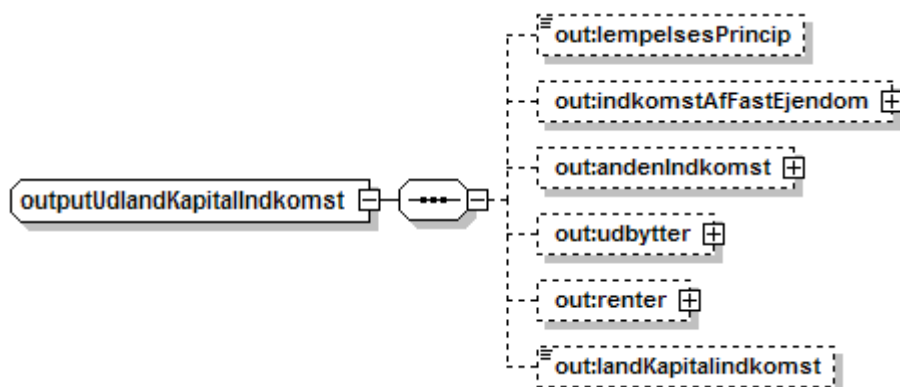 out:lempelsesPrincip
out:indkomstAfFastEjendom
out:andenIndkomst
outputUdlandKapitalIndkomst
out:udbytter
out:renter
out:landKapitalindkomst